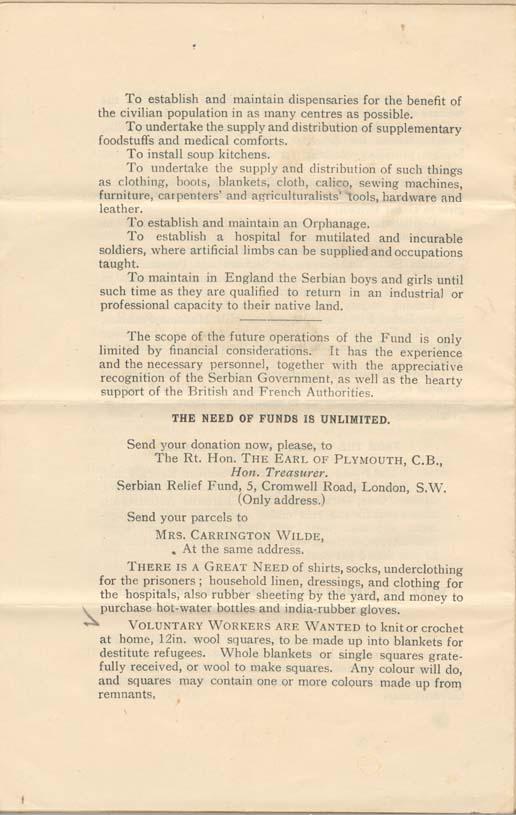 To establish and maintain dispensaries for the benefit of
the civilian population in as many centres as possible.
To undertake the supply and distribution of supplementary
foodstuffs and medical comforts.
To install soup kitchens.
To undertake the supply and distribution of such things
as clothing, boots, blankets, cloth, calico, sewing machines,
furniture, carpenters' and agriculturalists' tools, hardware and
leather.
To establish and maintain an Orphanage.
To establish a hospital for mutilated and incurable
soldiers, where artificial limbs can be supplied and occupations
taught.
To maintain in England the Serbian boys and girls until
such time as they are qualified to return in an industrial or
professional capacity to their native land.
The scope of the future operations of the Fund is only
limited by financial considerations. It has the experience
and the necessary personnel, together with the appreciative
recognition of the Serbian Government, as well as the hearty
support of the British and French Authorities.
THE NEED OF FUNDS IS UNLIMITED.
Send your donation now, please, to
The Rt. Hon. THE EARL OF PLYMOUTH, C.B.,
Hon. Treasurer.
Serbian Relief Fund, 5, Cromwell Road, London, S.W.
(Only address.)
Send your parcels to
MRS. CARRINGTON WILDE,
At the same address.
THERE IS A GREAT NEED of shirts, socks, underclothing
for the prisoners; household linen, dressings, and clothing for
the hospitals, also rubber sheeting by the yard, and money to
purchase hot-water bottles and india-rubber gloves.
VOLUNTARY WORKERS ARE WANTED to knit or crochet
at home, 12in. wool squares, to be made up into blankets for
destitute refugees. Whole blankets or single squares grate-
fully received, or wool to make squares. Any colour will do,
and squares may contain one or more colours made up from
remnants.